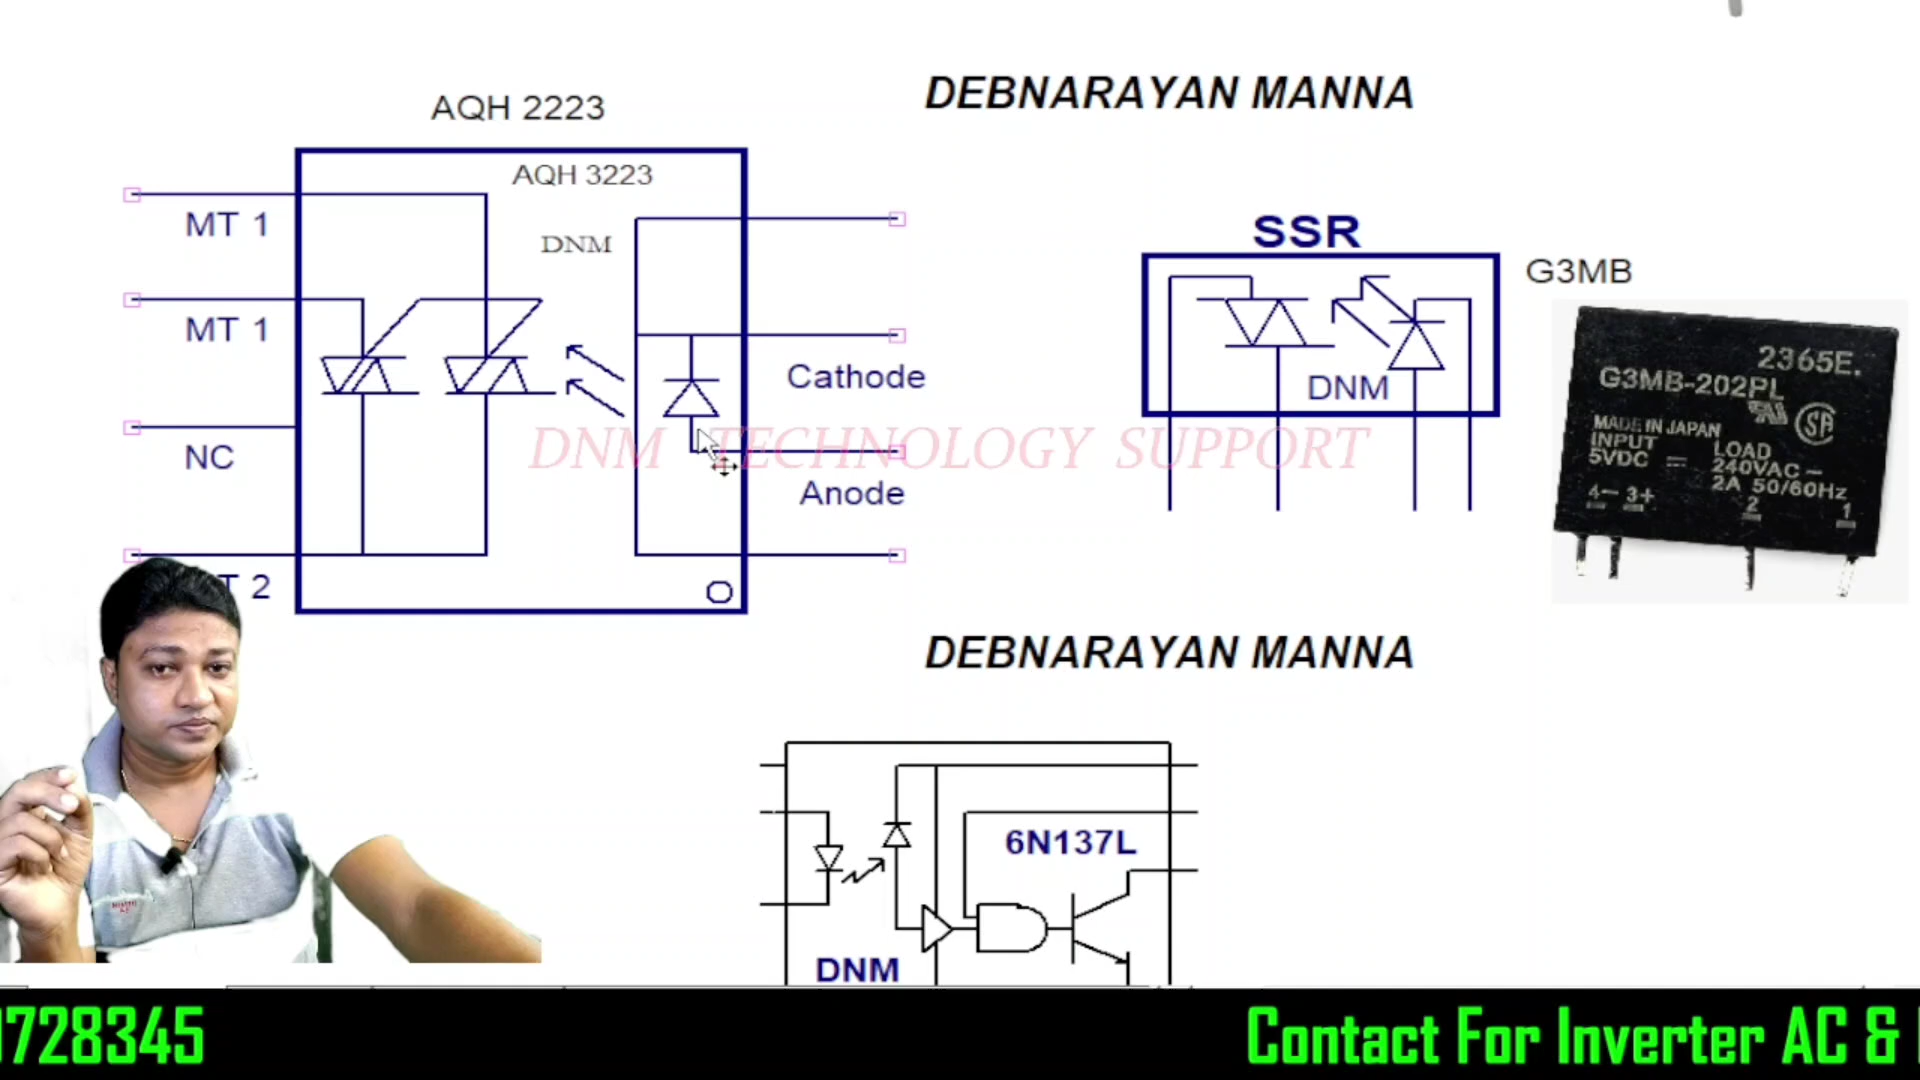 DEBNARAYAN MANNA
AQH 2223
AQH 3223
DNM
MT 1
MT 1
NC
T 2
Cathode
Anode
SSR
G3MB
DNM
2365E.
G3MB-202PL
MADE IN JAPAN
INPUT
5VDC
LOAD
240VAC~
2A 50/60Hz
4- 3+
2
1
DNM TECHNOLOGY SUPPORT
DEBNARAYAN MANNA
6N137L
DNM
728345
Contact For Inverter AC &